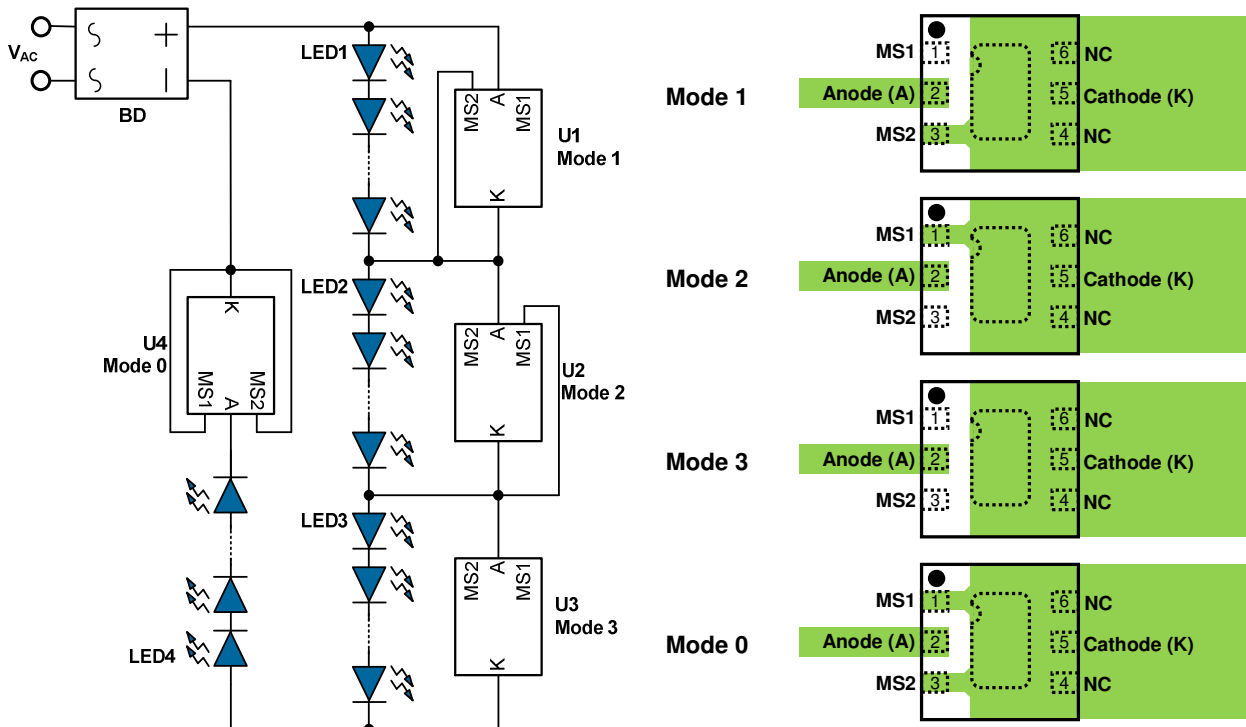 VAC
+
−
BD
LED1
MS2
A
MS1
K
U1
Mode 1
LED2
MS2
A
MS1
K
U2
Mode 2
LED3
MS2
A
MS1
K
U3
Mode 3
K
U4
Mode 0
MS1
A
MS2
LED4
Mode 1
MS1 1 6 NC
Anode (A) 2 5 Cathode (K)
MS2 3 4 NC
Mode 2
MS1 1 6 NC
Anode (A) 2 5 Cathode (K)
MS2 3 4 NC
Mode 3
MS1 1 6 NC
Anode (A) 2 5 Cathode (K)
MS2 3 4 NC
Mode 0
MS1 1 6 NC
Anode (A) 2 5 Cathode (K)
MS2 3 4 NC